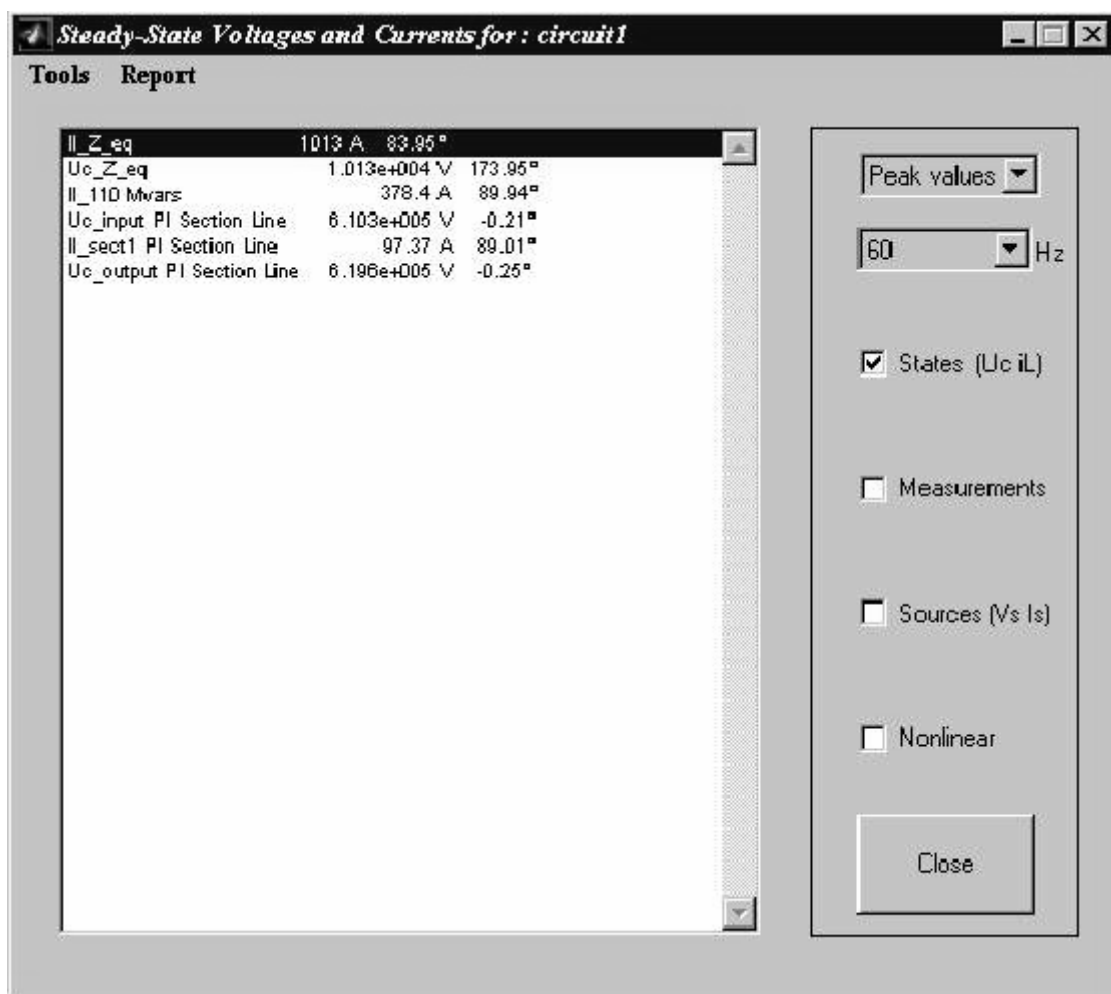 Steady-State Voltages and Currents for : circuit1
Tools Report
Il_Z_eq 1013 A 83.95°
Uc_Z_eq 1.013e+004 V 173.95°
Il_110 Mvars 378.4 A 89.94°
Uc_input PI Section Line 6.103e+005 V -0.21°
Il_sect1 PI Section Line 97.37 A 89.01°
Uc_output PI Section Line 6.196e+005 V -0.25°
Peak values
60 Hz
States (Uc iL)
Measurements
Sources (Vs Is)
Nonlinear
Close